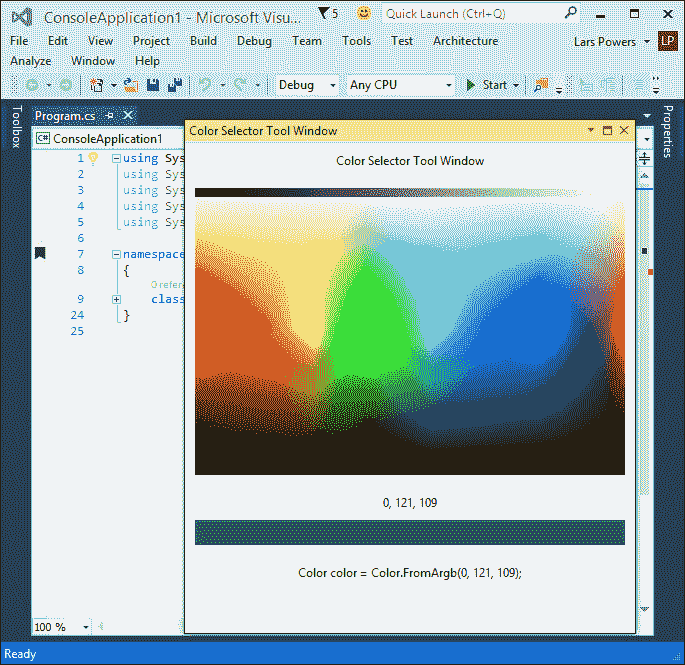 ConsoleApplication1 - Microsoft Visu...
5
Quick Launch (Ctrl+Q)
File Edit View Project Build Debug Team Tools Test Architecture
Lars Powers LP
Analyze Window Help
Debug Any CPU Start
Toolbox
Program.cs
Properties
C# ConsoleApplication1
Color Selector Tool Window
Color Selector Tool Window
1 using Sys
2 using Sys
3 using Sys
4 using Sys
5 using Sys
6
7 namespace
8 {
0 refer
9 class
24 }
25
0, 121, 109
Color color = Color.FromArgb(0, 121, 109);
100 %
Ready